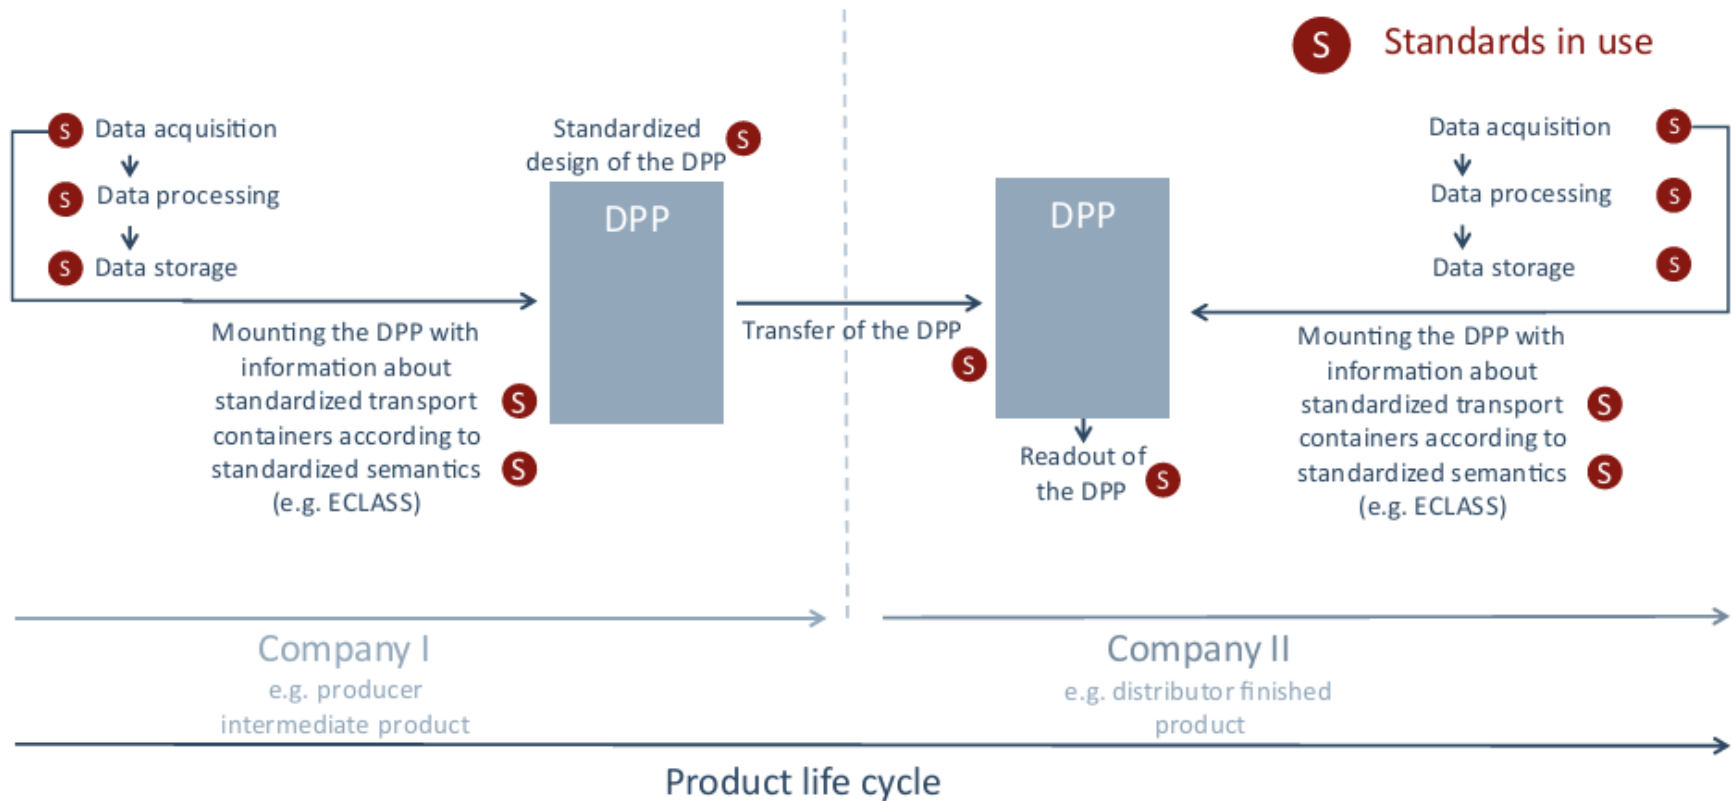 S Standards in use
S Data acquisition
S Data processing
S Data storage
Standardized
design of the DPP S
DPP
Mounting the DPP with
information about
standardized transport S
containers according to
standardized semantics S
(e.g. ECLASS)
Transfer of the DPP
S
DPP
Readout of
the DPP S
Data acquisition S
Data processing S
Data storage S
Mounting the DPP with
information about
standardized transport S
containers according to
standardized semantics S
(e.g. ECLASS)
Company I
e.g. producer
intermediate product
Company II
e.g. distributor finished
product
Product life cycle